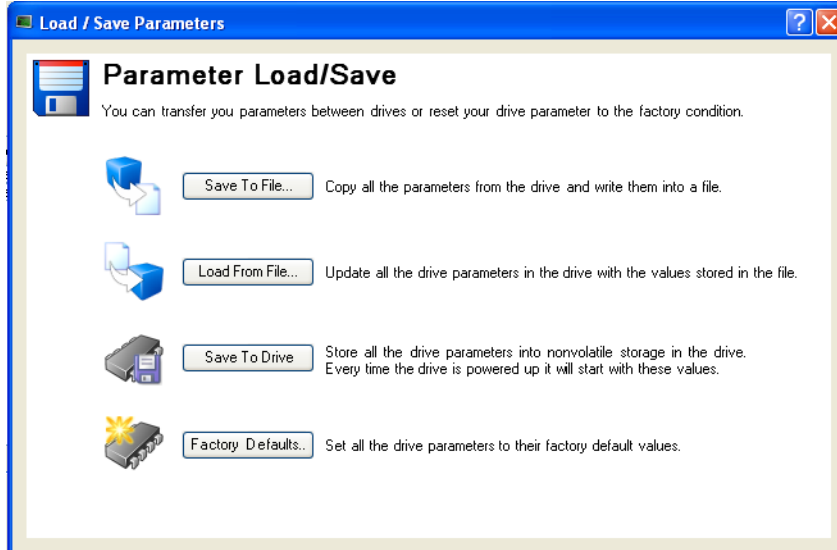 Load / Save Parameters
Parameter Load/Save
You can transfer you parameters between drives or reset your drive parameter to the factory condition.
Save To File...
Copy all the parameters from the drive and write them into a file.
Load From File...
Update all the drive parameters in the drive with the values stored in the file.
Save To Drive
Store all the drive parameters into nonvolatile storage in the drive.
Every time the drive is powered up it will start with these values.
Factory Defaults..
Set all the drive parameters to their factory default values.